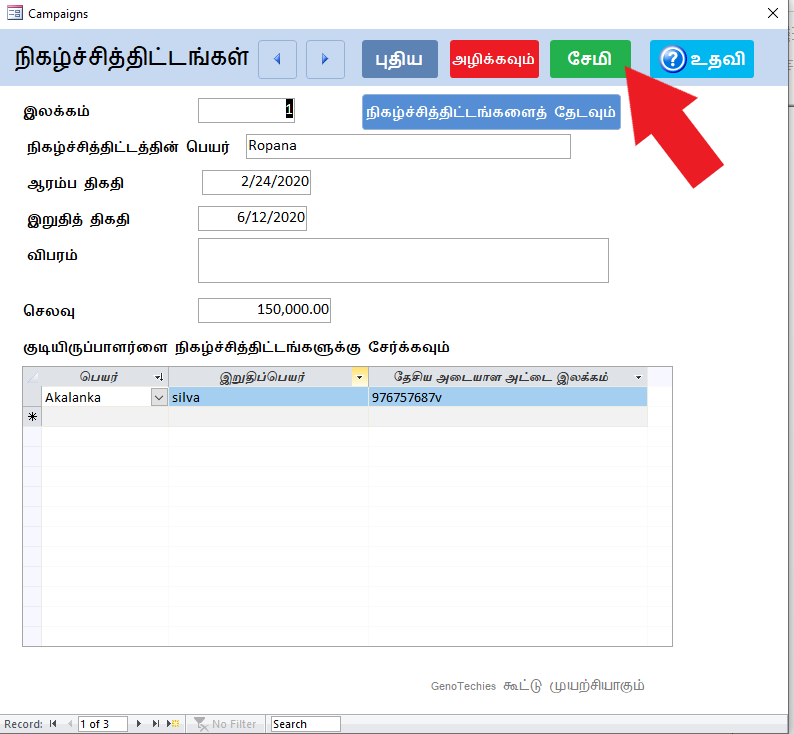 Campaigns
நிகழ்ச்சித்திட்டங்கள் புதிய அழிக்கவும் சேமி ? உதவி
இலக்கம் 1 நிகழ்ச்சித்திட்டங்களைத் தேடவும்
நிகழ்ச்சித்திட்டத்தின் பெயர் Ropana
ஆரம்ப திகதி 2/24/2020
இறுதித் திகதி 6/12/2020
விபரம்
செலவு 150,000.00
குடியிருப்பாளர்ளை நிகழ்ச்சித்திட்டங்களுக்கு சேர்க்கவும்
பெயர் இறுதிப்பெயர் தேசிய அடையாள அட்டை இலக்கம்
Akalanka silva 976757687v
GenoTechies கூட்டு முயற்சியாகும்
Record: 1 of 3 No Filter Search